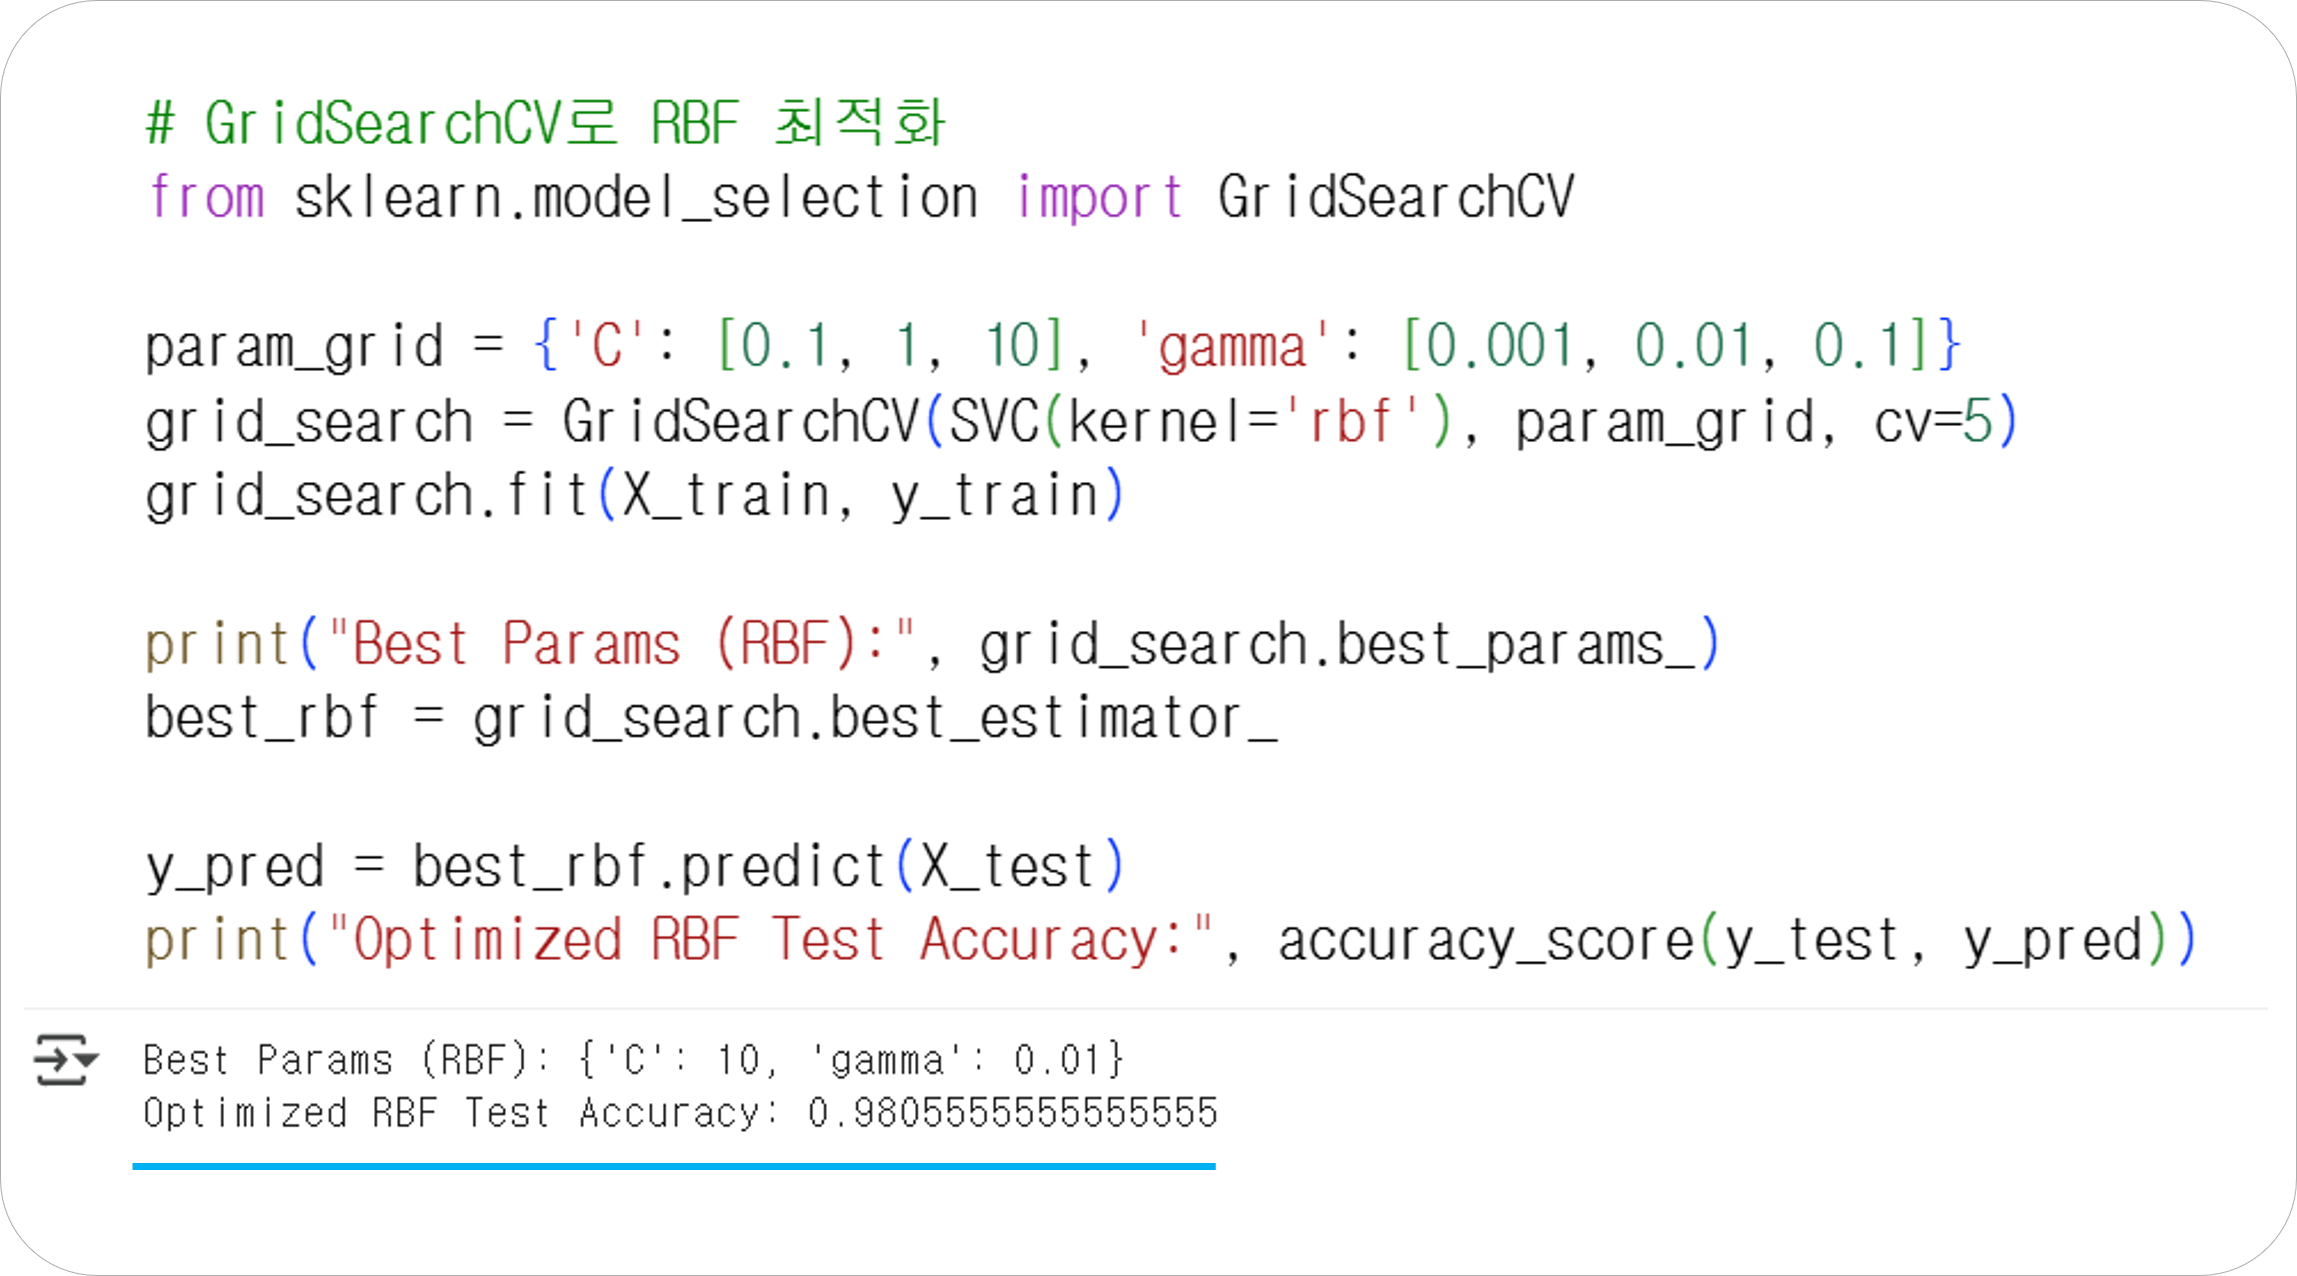 # GridSearchCV로 RBF 최적화
from sklearn.model_selection import GridSearchCV
param_grid = {'C': [0.1, 1, 10], 'gamma': [0.001, 0.01, 0.1]}
grid_search = GridSearchCV(SVC(kernel='rbf'), param_grid, cv=5)
grid_search.fit(X_train, y_train)
print("Best Params (RBF):", grid_search.best_params_)
best_rbf = grid_search.best_estimator_
y_pred = best_rbf.predict(X_test)
print("Optimized RBF Test Accuracy:", accuracy_score(y_test, y_pred))
Best Params (RBF): {'C': 10, 'gamma': 0.01}
Optimized RBF Test Accuracy: 0.9805555555555555